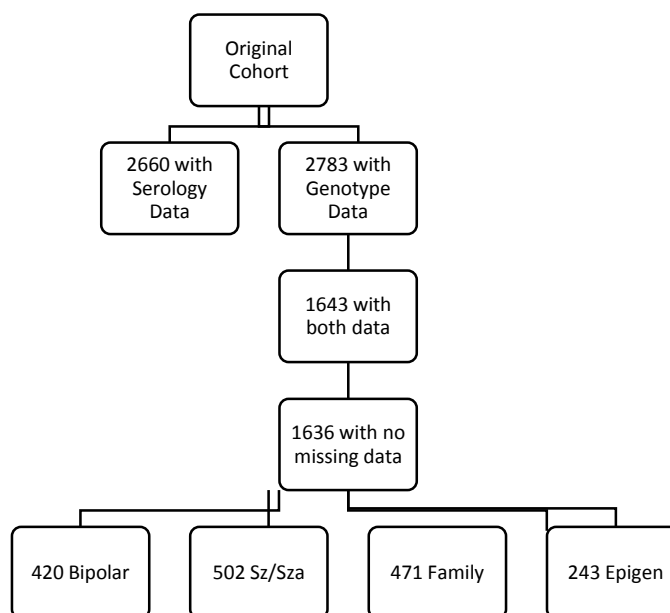 Original
Cohort
2660 with
Serology
Data
2783 with
Genotype
Data
1643 with
both data
1636 with no
missing data
420 Bipolar
502 Sz/Sza
471 Family
243 Epigen